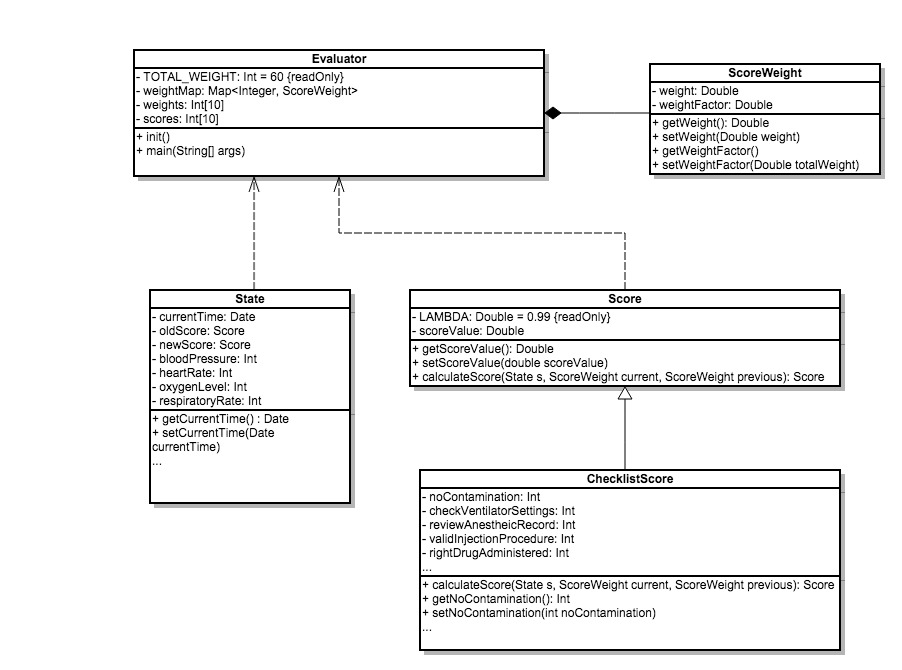 Evaluator
- TOTAL_WEIGHT: Int = 60 {readOnly}
- weightMap: Map<Integer, ScoreWeight>
- weights: Int[10]
- scores: Int[10]
+ init()
+ main(String[] args)
ScoreWeight
- weight: Double
- weightFactor: Double
+ getWeight(): Double
+ setWeight(Double weight)
+ getWeightFactor()
+ setWeightFactor(Double totalWeight)
State
- currentTime: Date
- oldScore: Score
- newScore: Score
- bloodPressure: Int
- heartRate: Int
- oxygenLevel: Int
- respiratoryRate: Int
+ getCurrentTime() : Date
+ setCurrentTime(Date
currentTime)
...
Score
- LAMBDA: Double = 0.99 {readOnly}
- scoreValue: Double
+ getScoreValue(): Double
+ setScoreValue(double scoreValue)
+ calculateScore(State s, ScoreWeight current, ScoreWeight previous): Score
ChecklistScore
- noContamination: Int
- checkVentilatorSettings: Int
- reviewAnestheicRecord: Int
- validInjectionProcedure: Int
- rightDrugAdministered: Int
...
+ calculateScore(State s, ScoreWeight current, ScoreWeight previous): Score
+ getNoContamination(): Int
+ setNoContamination(int noContamination)
...